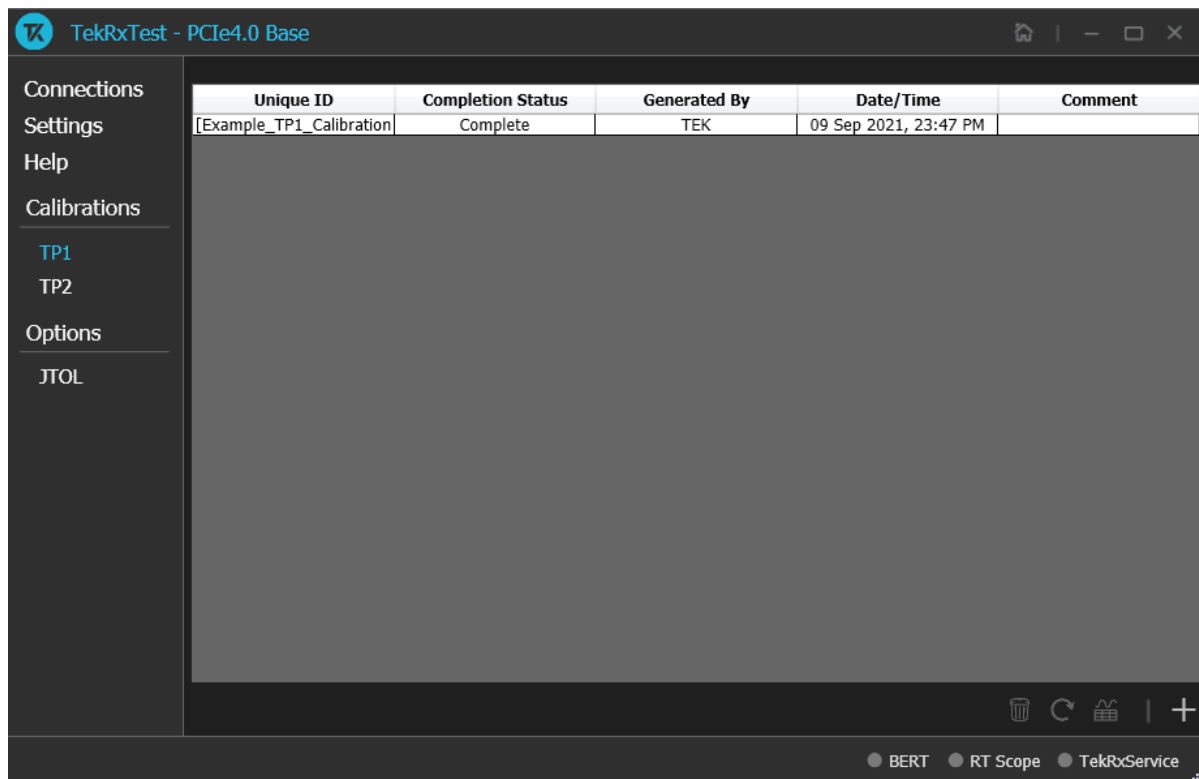 TekRxTest - PCIe4.0 Base
Connections
Settings
Help
Calibrations
TP1
TP2
Options
JTOL
Unique ID Completion Status Generated By Date/Time Comment
[Example_TP1_Calibration Complete TEK 09 Sep 2021, 23:47 PM
BERT RT Scope TekRxService